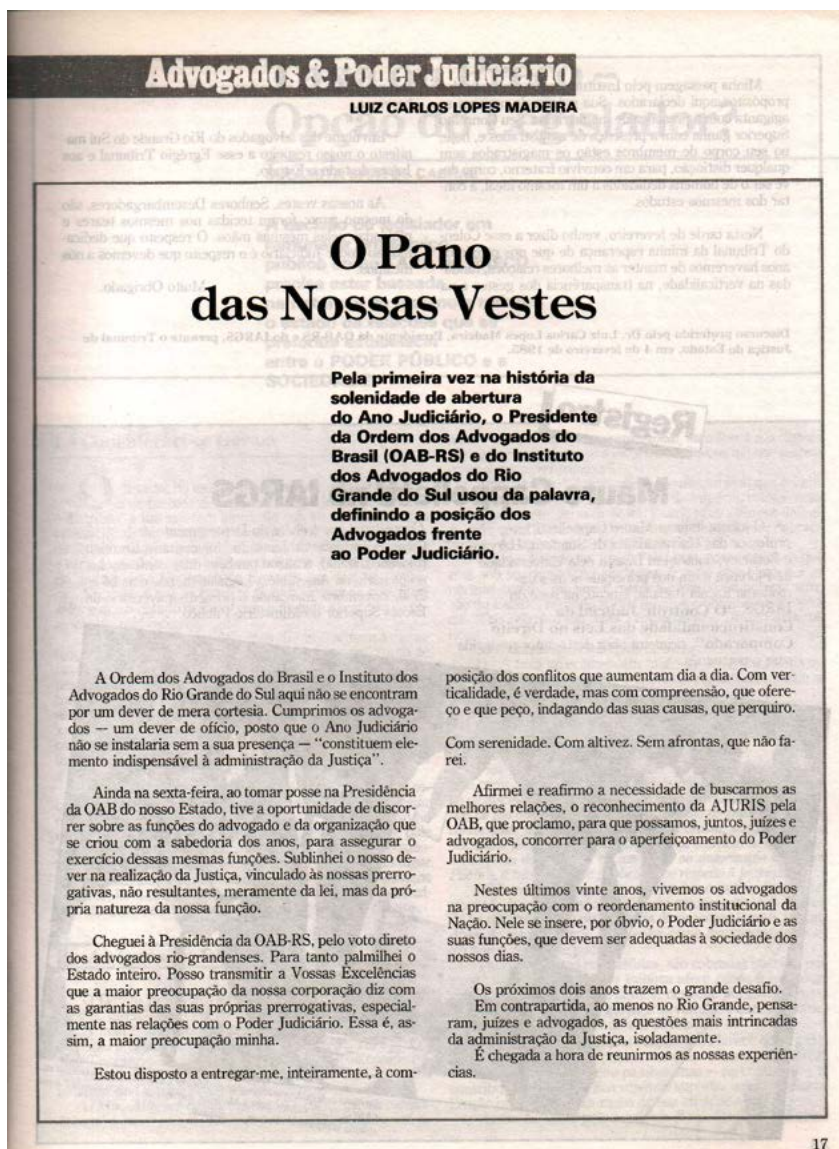 Advogados & Poder Judiciário
LUIZ CARLOS LOPES MADEIRA
O Pano
das Nossas Vestes
Pela primeira vez na história da
solenidade de abertura
do Ano Judiciário, o Presidente
da Ordem dos Advogados do
Brasil (OAB-RS) e do Instituto
dos Advogados do Rio
Grande do Sul usou da palavra,
definindo a posição dos
Advogados frente
ao Poder Judiciário.
A Ordem dos Advogados do Brasil e o Instituto dos
Advogados do Rio Grande do Sul aqui não se encontram
por um dever de mera cortesia. Cumprimos os advoga-
dos — um dever de ofício, posto que o Ano Judiciário
não se instalaria sem a sua presença — "constituem ele-
mento indispensável à administração da Justiça".
Ainda na sexta-feira, ao tomar posse na Presidência
da OAB do nosso Estado, tive a oportunidade de discor-
rer sobre as funções do advogado e da organização que
se criou com a sabedoria dos anos, para assegurar o
exercício dessas mesmas funções. Sublinhei o nosso de-
ver na realização da Justiça, vinculado às nossas prerro-
gativas, não resultantes, meramente da lei, mas da pró-
pria natureza da nossa função.
Cheguei à Presidência da OAB-RS, pelo voto direto
dos advogados rio-grandenses. Para tanto palmilhei o
Estado inteiro. Posso transmitir a Vossas Excelências
que a maior preocupação da nossa corporação diz com
as garantias das suas próprias prerrogativas, especial-
mente nas relações com o Poder Judiciário. Essa é, as-
sim, a maior preocupação minha.
Estou disposto a entregar-me, inteiramente, à com-
posição dos conflitos que aumentam dia a dia. Com ver-
ticalidade, é verdade, mas com compreensão, que ofere-
ço e que peço, indagando das suas causas, que perquiro.
Com serenidade. Com altivez. Sem afrontas, que não fa-
rei.
Afirmei e reafirmo a necessidade de buscarmos as
melhores relações, o reconhecimento da AJURIS pela
OAB, que proclamo, para que possamos, juntos, juízes e
advogados, concorrer para o aperfeiçoamento do Poder
Judiciário.
Nestes últimos vinte anos, vivemos os advogados
na preocupação com o reordenamento institucional da
Nação. Nele se insere, por óbvio, o Poder Judiciário e as
suas funções, que devem ser adequadas à sociedade dos
nossos dias.
Os próximos dois anos trazem o grande desafio.
Em contrapartida, ao menos no Rio Grande, pensa-
ram, juízes e advogados, as questões mais intrincadas
da administração da Justiça, isoladamente.
É chegada a hora de reunirmos as nossas experiên-
cias.
17